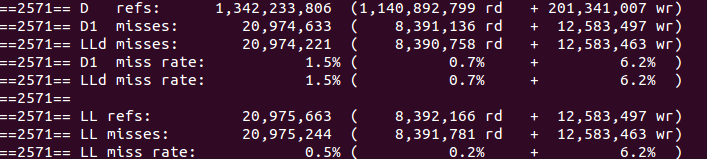 ==2571== D   refs:      1,342,233,806  (1,140,892,799 rd   + 201,341,007 wr)
==2571== D1  misses:       20,974,633  (    8,391,136 rd   +  12,583,497 wr)
==2571== LLd misses:       20,974,221  (    8,390,758 rd   +  12,583,463 wr)
==2571== D1  miss rate:           1.5% (          0.7%     +         6.2%  )
==2571== LLd miss rate:           1.5% (          0.7%     +         6.2%  )
==2571==
==2571== LL refs:          20,975,663  (    8,392,166 rd   +  12,583,497 wr)
==2571== LL misses:        20,975,244  (    8,391,781 rd   +  12,583,463 wr)
==2571== LL miss rate:            0.5% (          0.2%     +         6.2%  )